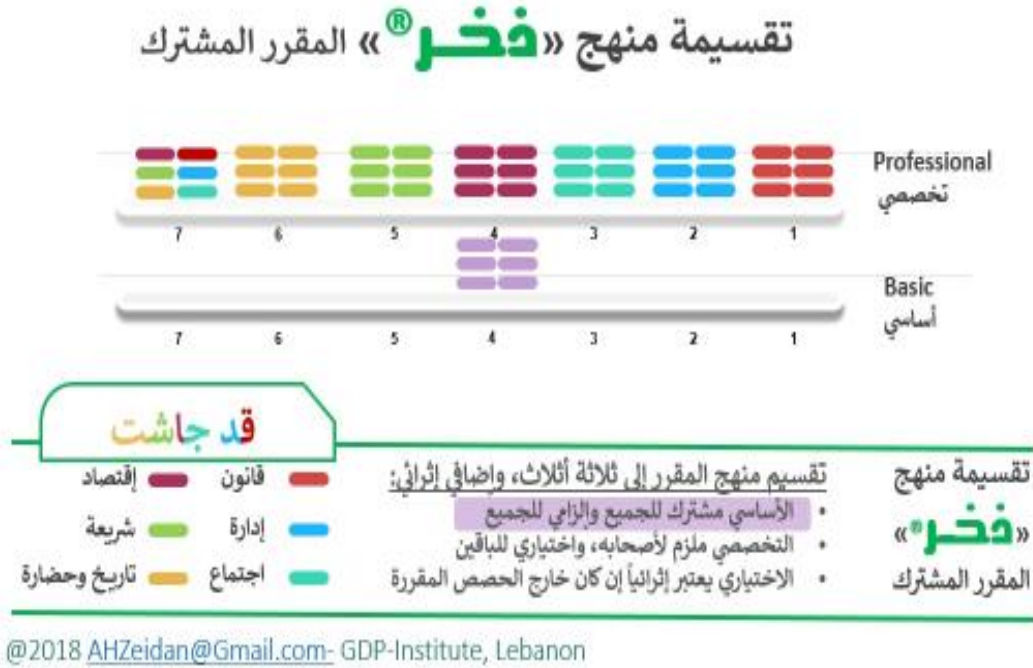 تقسيمة منهج «ذخر®» المقرر المشترك
Professional
تخصصي
7 6 5 4 3 2 1
Basic
أساسي
7 6 5 4 3 2 1
قد جاشت
قانون
إقتصاد
إدارة
شريعة
اجتماع
تاريخ وحضارة
تقسيم منهج المقرر إلى ثلاثة أثلاث، وإضافي إثرائي:
• الأساسي مشترك للجميع وإلزامي للجميع
• التخصصي ملزم لأصحابه، واختياري للباقين
• الاختياري يعتبر إثرائياً إن كان خارج الحصص المقررة
تقسيمة منهج
«ذخر®»
المقرر المشترك
@2018 AHZeidan@Gmail.com- GDP-Institute, Lebanon